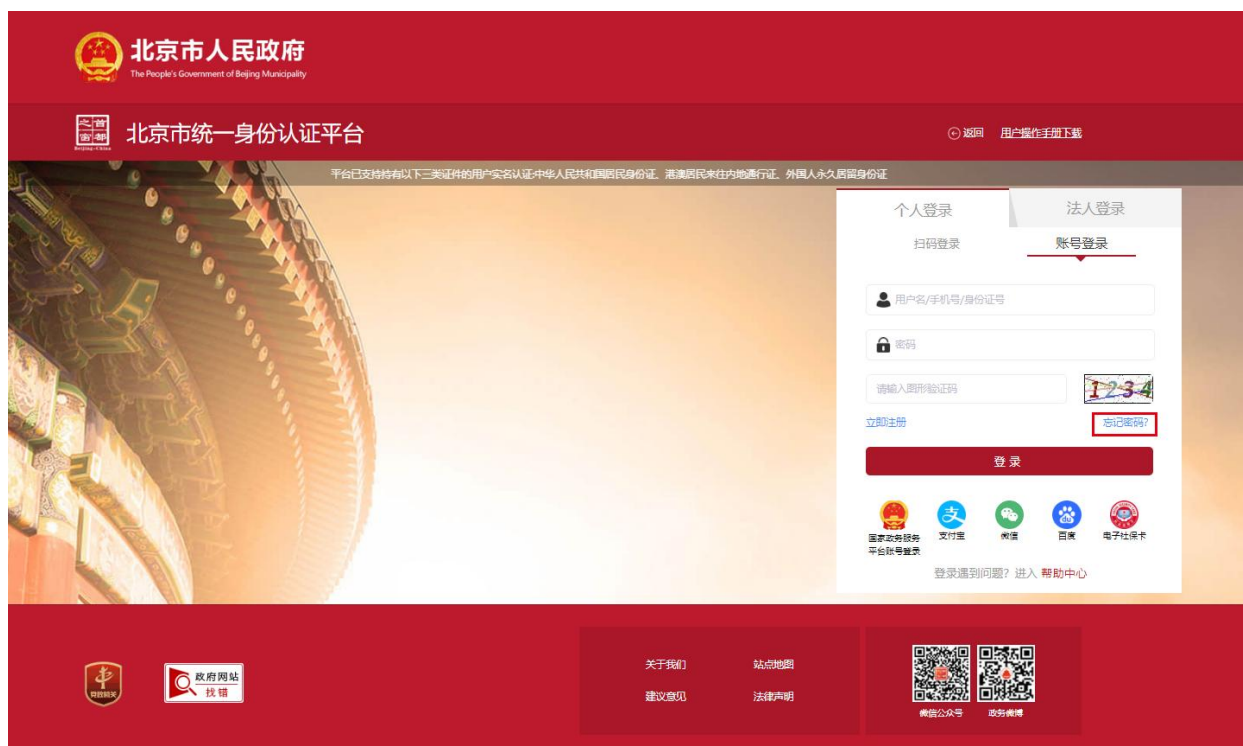 北京市人民政府
The People's Government of Beijing Municipality
首都之窗
Beijing-China
北京市统一身份认证平台
返回 用户操作手册下载
平台已支持持有以下三类证件的用户实名认证:中华人民共和国居民身份证、港澳居民来往内地通行证、外国人永久居留身份证
个人登录 法人登录
扫码登录 账号登录
用户名/手机号/身份证号
密码
请输入图形验证码 1234
立即注册 忘记密码?
登 录
国家政务服务平台账号登录 支付宝 微信 百度 电子社保卡
登录遇到问题? 进入 帮助中心
党政机关
政府网站
找错
关于我们 站点地图
建议意见 法律声明
微信公众号 政务微博